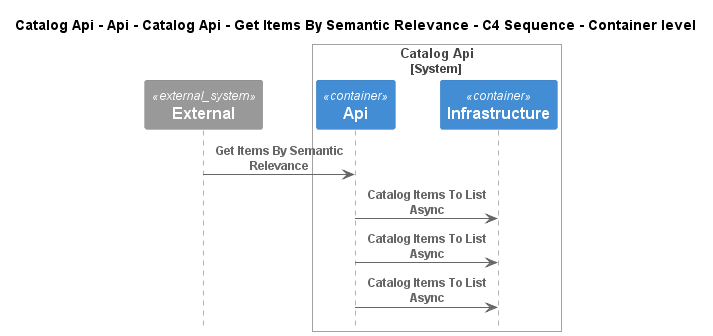 Catalog Api - Api - Catalog Api - Get Items By Semantic Relevance - C4 Sequence - Container level
Catalog Api
[System]
«external_system»
External
«container»
Api
«container»
Infrastructure
Get Items By Semantic
Relevance
Catalog Items To List
Async
Catalog Items To List
Async
Catalog Items To List
Async